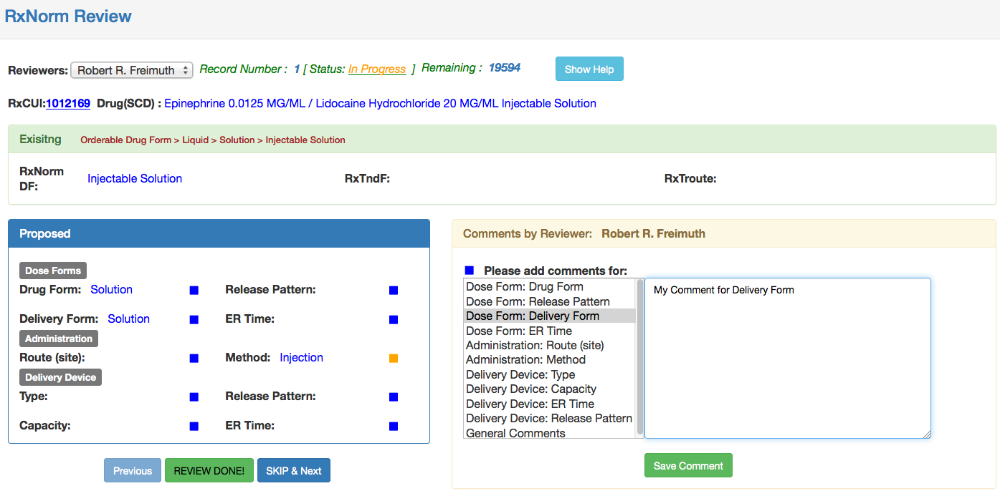 RxNorm Review
Reviewers: Robert R. Freimuth Record Number : 1 [ Status: In Progress ] Remaining : 19594 Show Help
RxCUI:1012169 Drug(SCD) : Epinephrine 0.0125 MG/ML / Lidocaine Hydrochloride 20 MG/ML Injectable Solution
Exisitng Orderable Drug Form > Liquid > Solution > Injectable Solution
RxNorm DF: Injectable Solution RxTndF: RxTroute:
Proposed
Dose Forms
Drug Form: Solution Release Pattern:
Delivery Form: Solution ER Time:
Administration
Route (site): Method: Injection
Delivery Device
Type: Release Pattern:
Capacity: ER Time:
Previous REVIEW DONE! SKIP & Next
Comments by Reviewer: Robert R. Freimuth
Please add comments for:
Dose Form: Drug Form
Dose Form: Release Pattern
Dose Form: Delivery Form
Dose Form: ER Time
Administration: Route (site)
Administration: Method
Delivery Device: Type
Delivery Device: Capacity
Delivery Device: ER Time
Delivery Device: Release Pattern
General Comments
My Comment for Delivery Form
Save Comment